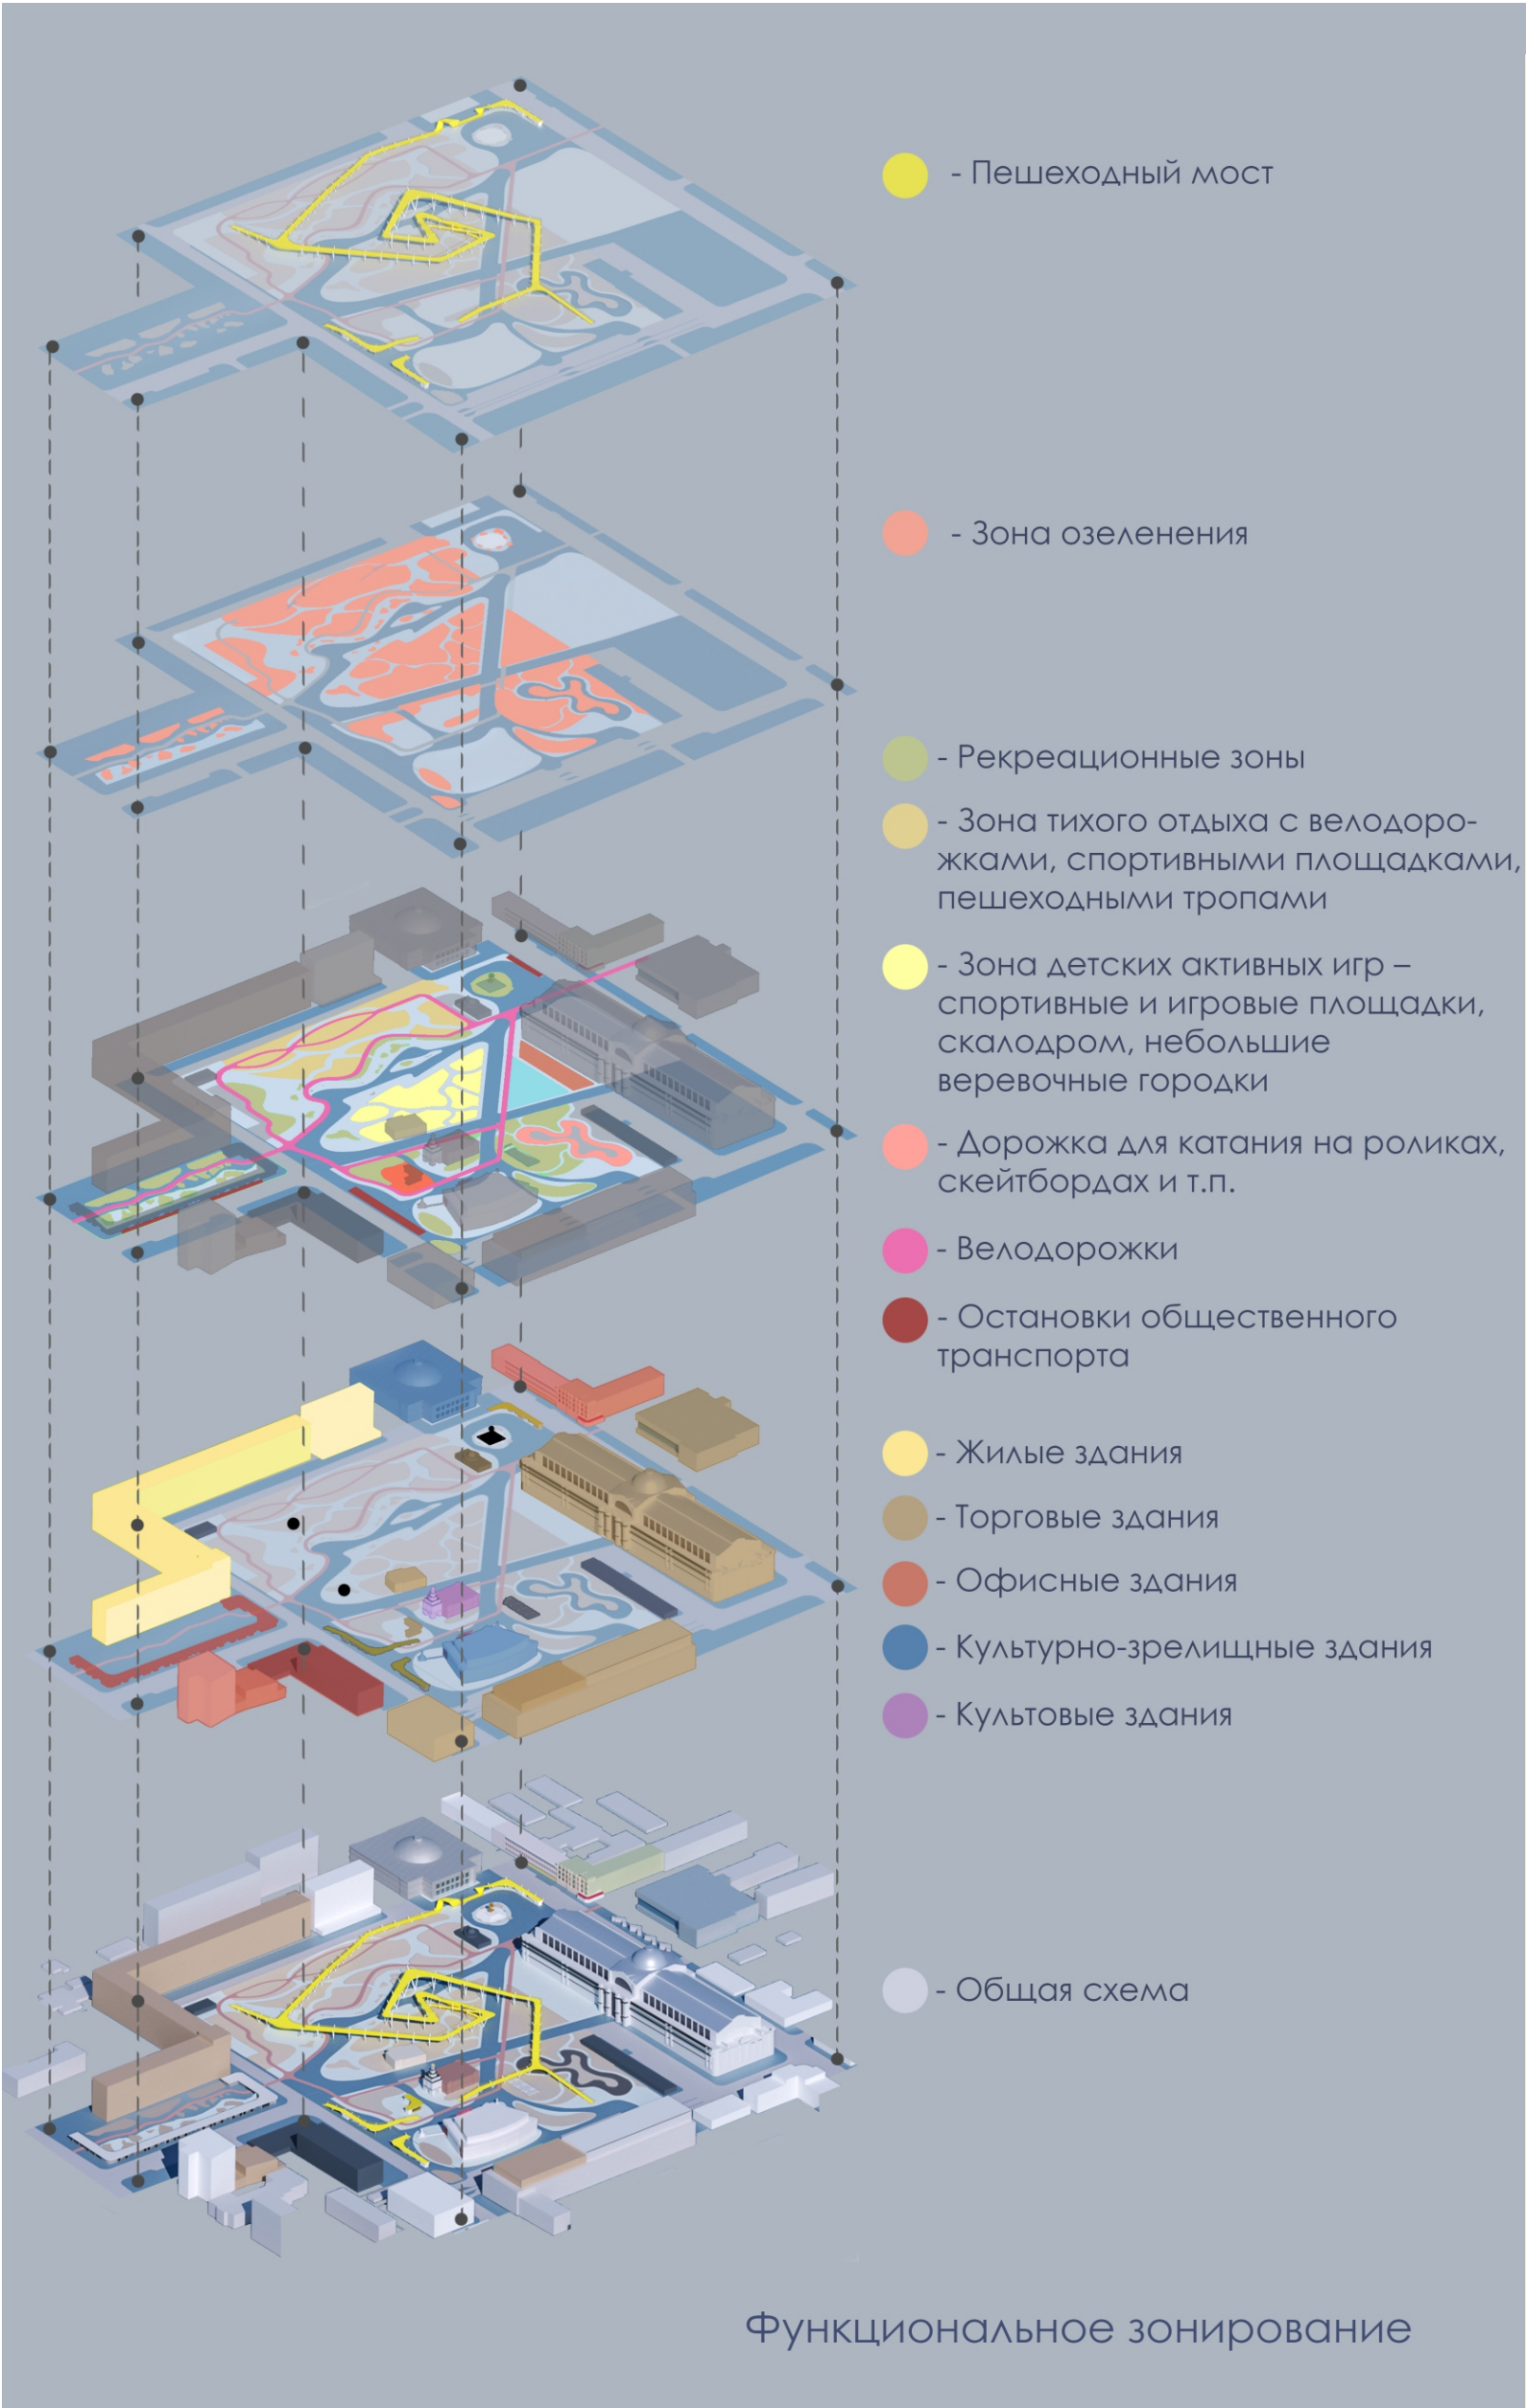 - Пешеходный мост
- Зона озеленения
- Рекреационные зоны
- Зона тихого отдыха с велодоро-
жками, спортивными площадками,
пешеходными тропами
- Зона детских активных игр –
спортивные и игровые площадки,
скалодром, небольшие
веревочные городки
- Дорожка для катания на роликах,
скейтбордах и т.п.
- Велодорожки
- Остановки общественного
транспорта
- Жилые здания
- Торговые здания
- Офисные здания
- Культурно-зрелищные здания
- Культовые здания
- Общая схема
Функциональное зонирование